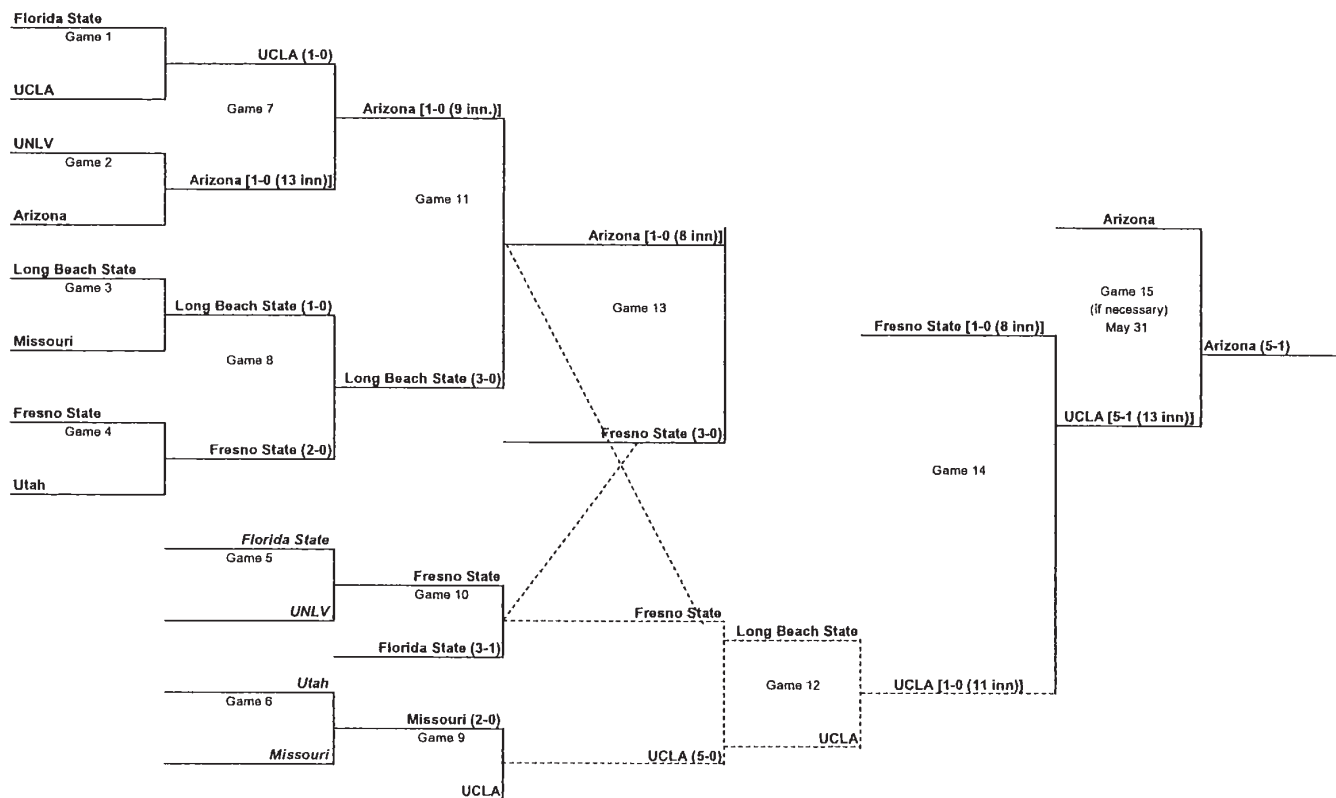 Florida State
Game 1
UCLA (1-0)
UCLA
Game 7
Arizona [1-0 (9 inn.)]
UNLV
Game 2
Arizona [1-0 (13 inn)]
Arizona
Game 11
Arizona
Arizona [1-0 (8 inn)]
Long Beach State
Game 3
Long Beach State (1-0)
Game 13
Game 15
(if necessary)
May 31
Fresno State [1-0 (8 inn)]
Missouri
Game 8
Arizona (5-1)
Long Beach State (3-0)
Fresno State
Game 4
UCLA [5-1 (13 inn)]
Fresno State (3-0)
Fresno State (2-0)
Game 14
Utah
Florida State
Game 5
Fresno State
Game 10
UNLV
Fresno State
Long Beach State
Florida State (3-1)
Utah
Game 6
Game 12
UCLA [1-0 (11 inn)]
Missouri (2-0)
Game 9
UCLA
Missouri
UCLA (5-0)
UCLA